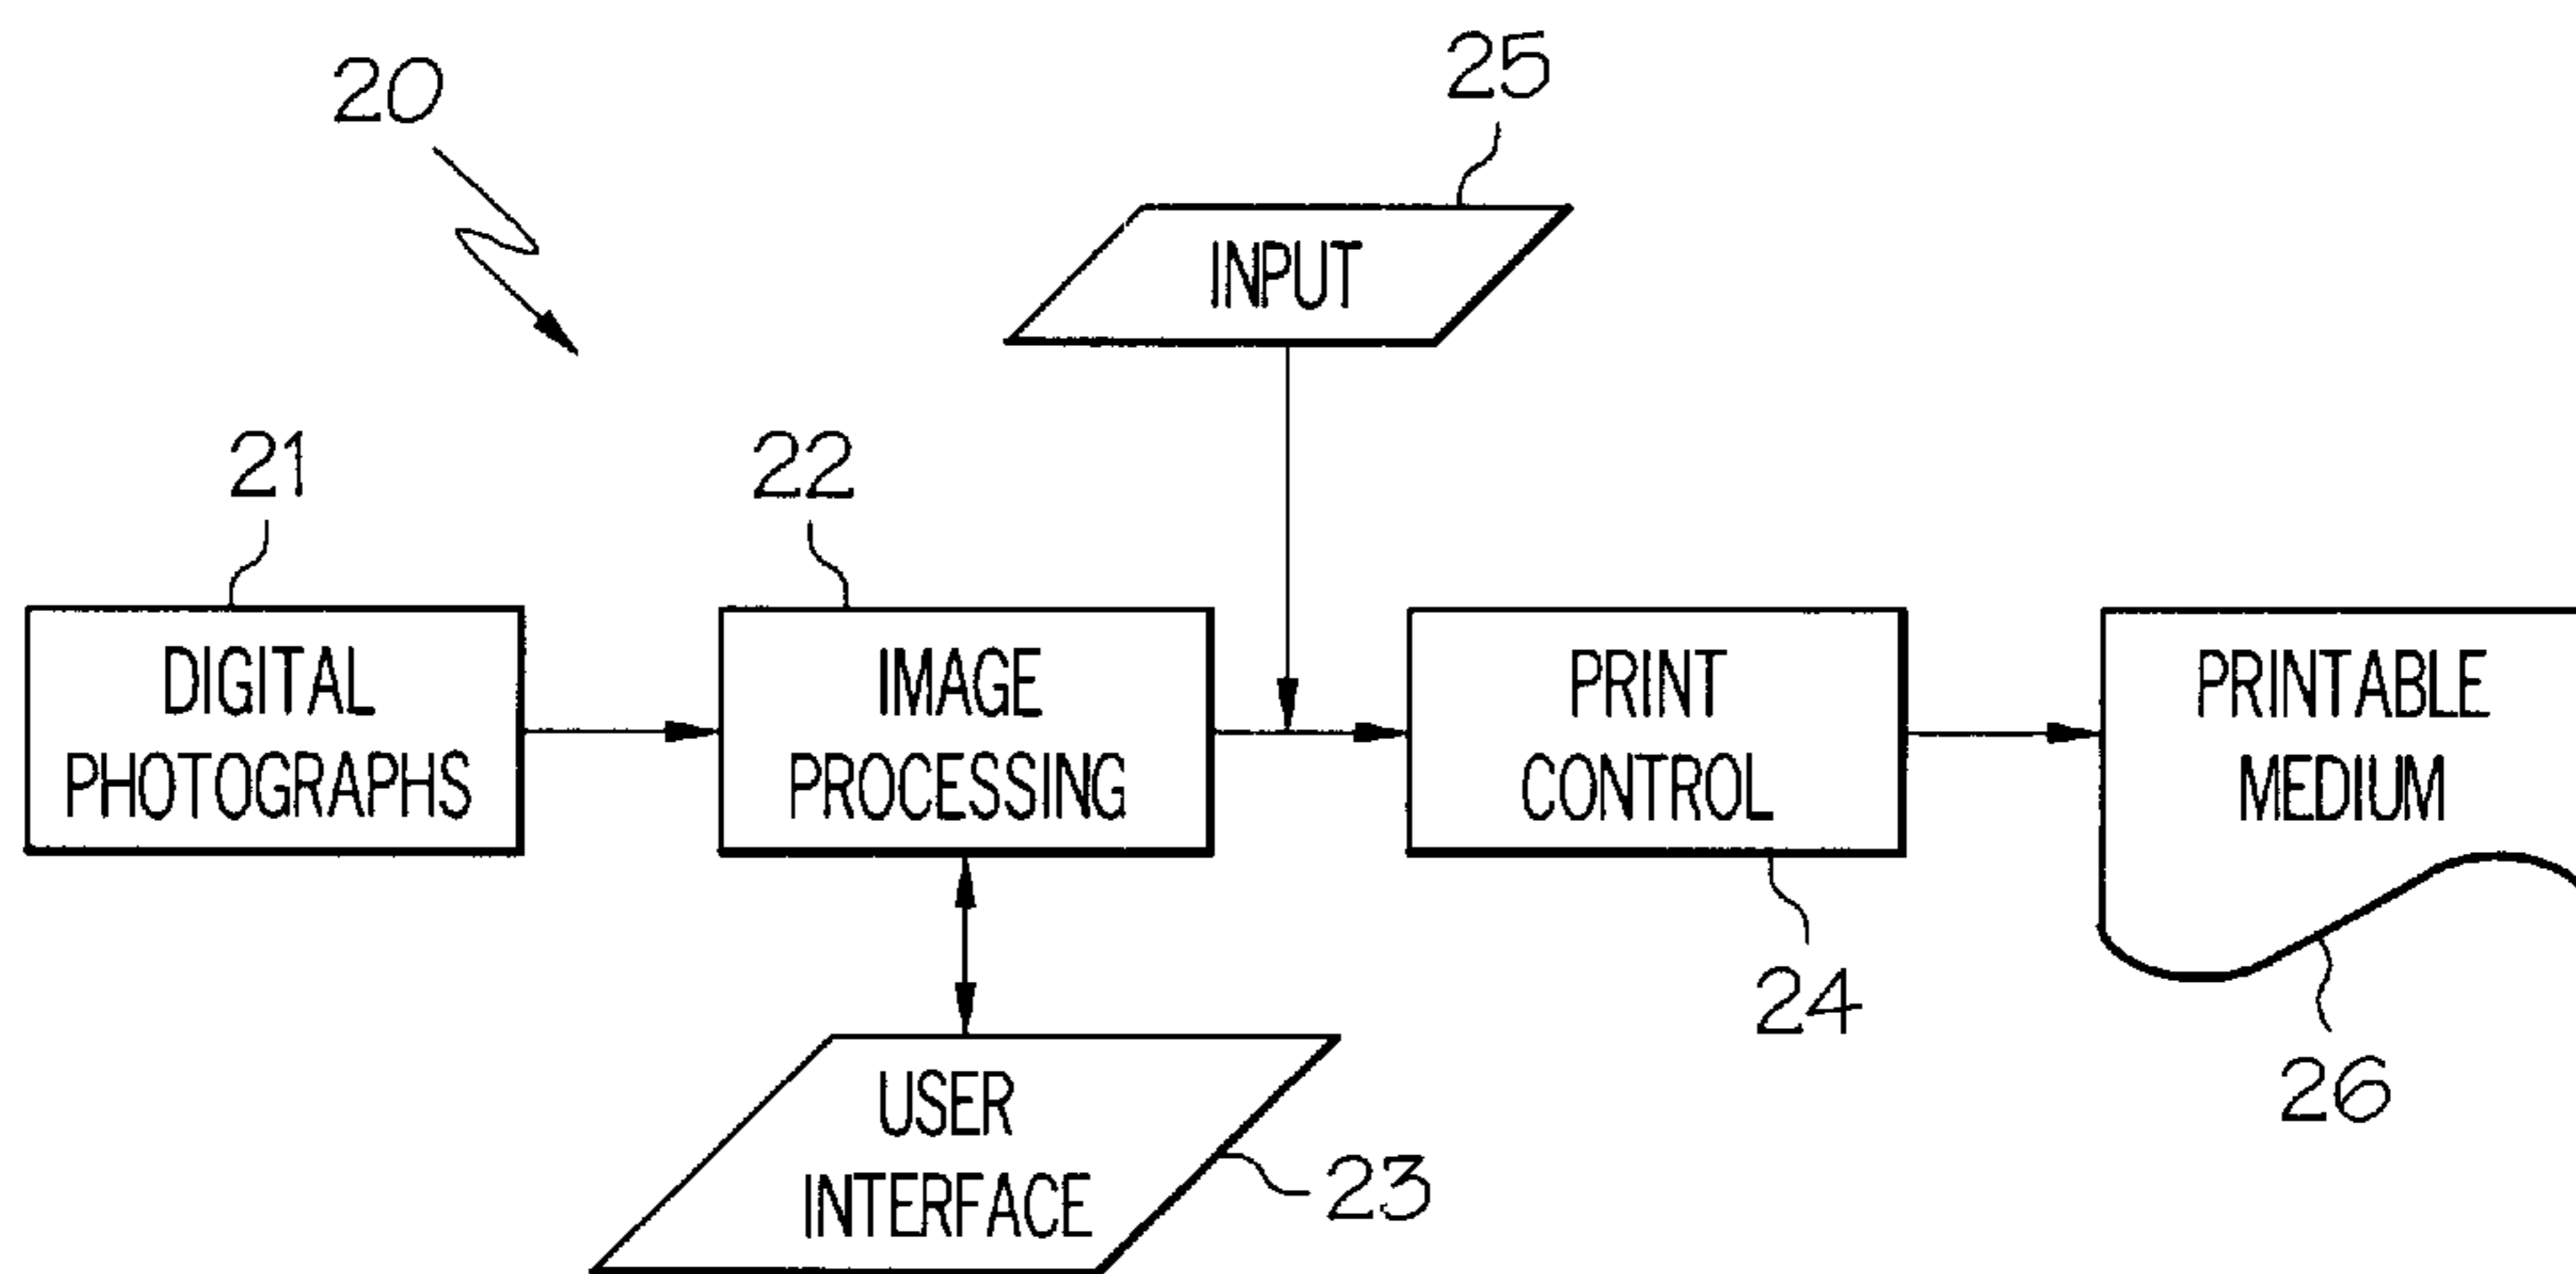 20
25
INPUT
21
22
DIGITAL
PHOTOGRAPHS
IMAGE
PROCESSING
PRINT
CONTROL
PRINTABLE
MEDIUM
24
26
USER
INTERFACE
23